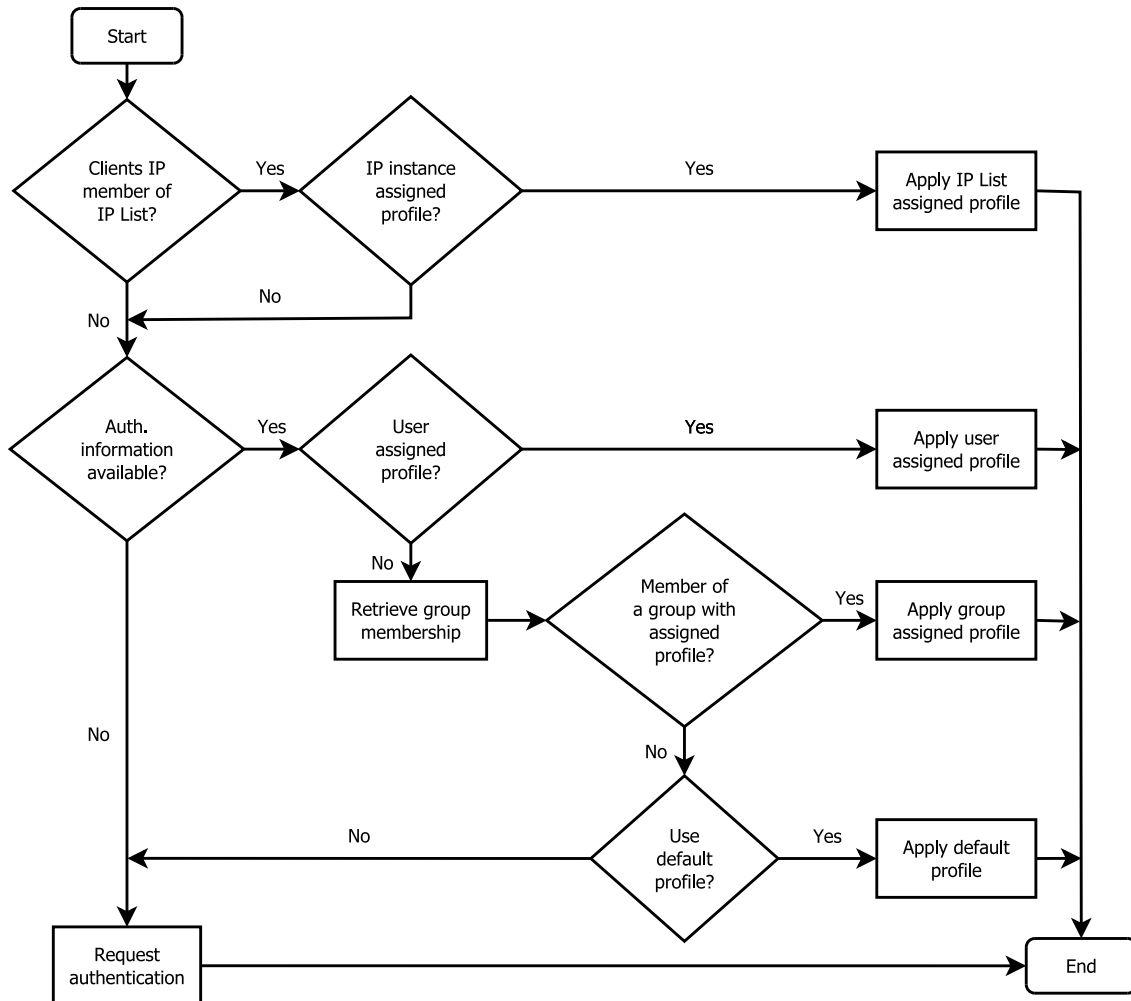 Start
Clients IP
member of
IP List?
Yes
IP instance
assigned
profile?
Yes
Apply IP List
assigned profile
No
No
Auth.
information
available?
Yes
User
assigned
profile?
Yes
Apply user
assigned profile
No
Retrieve group
membership
Member of
a group with
assigned
profile?
Yes
Apply group
assigned profile
No
No
Use
default
profile?
Yes
Apply default
profile
No
Request
authentication
End